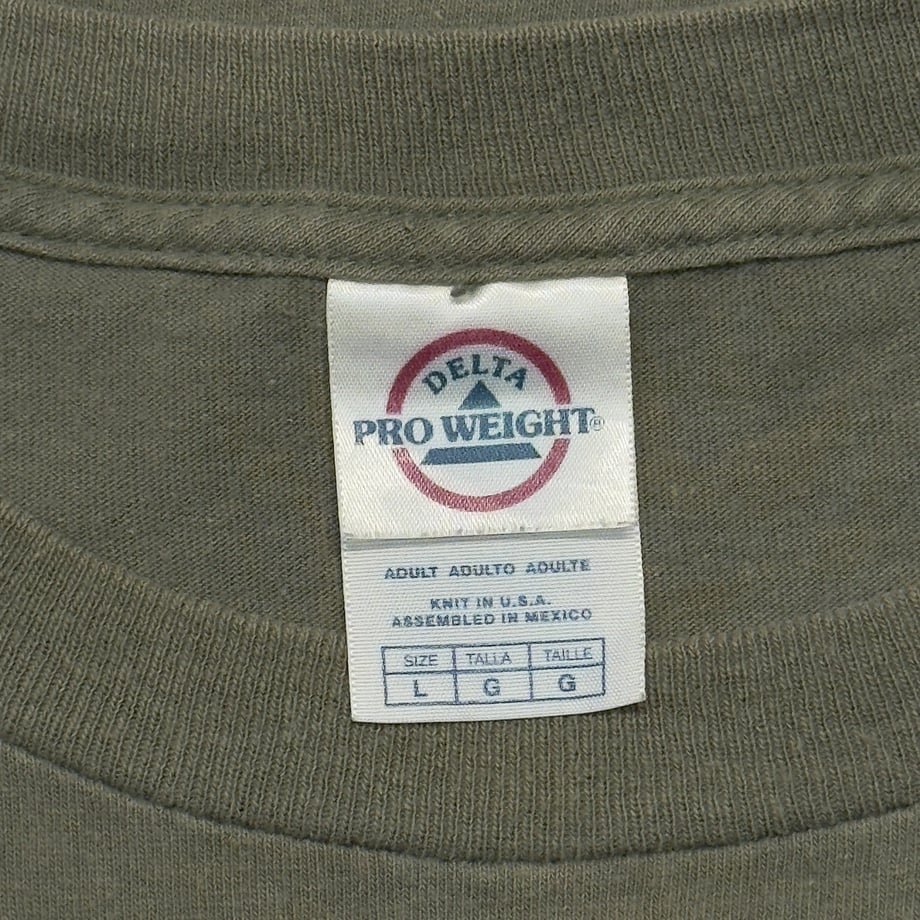 DELTA
PRO WEIGHT®
ADULT ADULTO ADULTE
KNIT IN U.S.A.
ASSEMBLED IN MEXICO
SIZE TALLA TAILLE
L G G